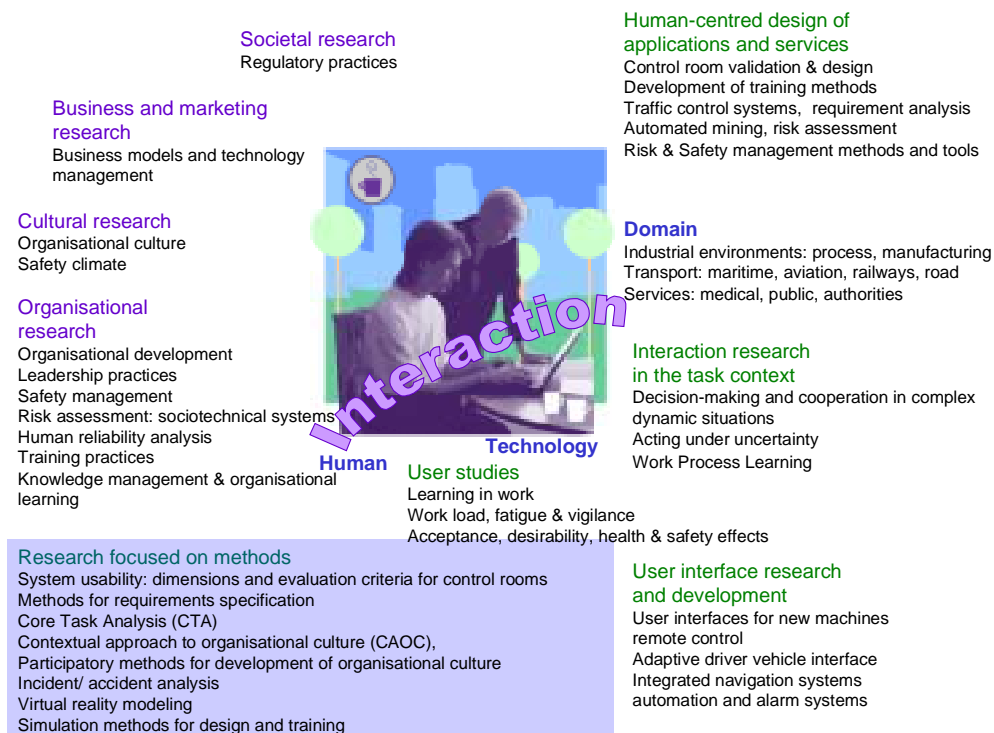 Societal research
Regulatory practices
Business and marketing
research
Business models and technology
management
Cultural research
Organisational culture
Safety climate
Organisational
research
Organisational development
Leadership practices
Safety management
Risk assessment: sociotechnical systems
Human reliability analysis
Training practices
Knowledge management & organisational
learning
Human-centred design of
applications and services
Control room validation & design
Development of training methods
Traffic control systems, requirement analysis
Automated mining, risk assessment
Risk & Safety management methods and tools
Domain
Industrial environments: process, manufacturing
Transport: maritime, aviation, railways, road
Services: medical, public, authorities
Interaction
Human
Technology
Interaction research
in the task context
Decision-making and cooperation in complex
dynamic situations
Acting under uncertainty
Work Process Learning
User studies
Learning in work
Work load, fatigue & vigilance
Acceptance, desirability, health & safety effects
Research focused on methods
System usability: dimensions and evaluation criteria for control rooms
Methods for requirements specification
Core Task Analysis (CTA)
Contextual approach to organisational culture (CAOC),
Participatory methods for development of organisational culture
Incident/ accident analysis
Virtual reality modeling
Simulation methods for design and training
User interface research
and development
User interfaces for new machines
remote control
Adaptive driver vehicle interface
Integrated navigation systems
automation and alarm systems